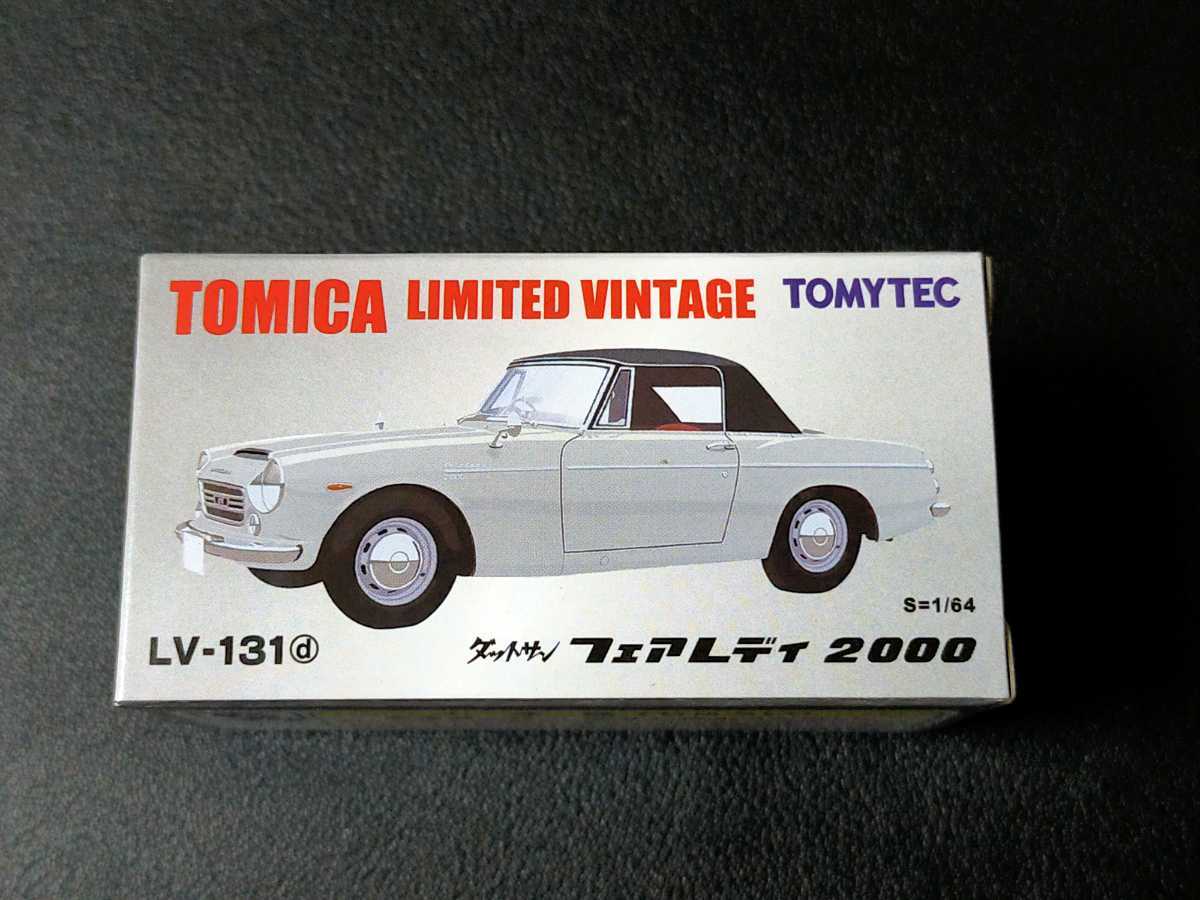 TOMICA LIMITED VINTAGE TOMYTEC
S=1/64
LV-131ⓓ ダットサン フェアレディ 2000